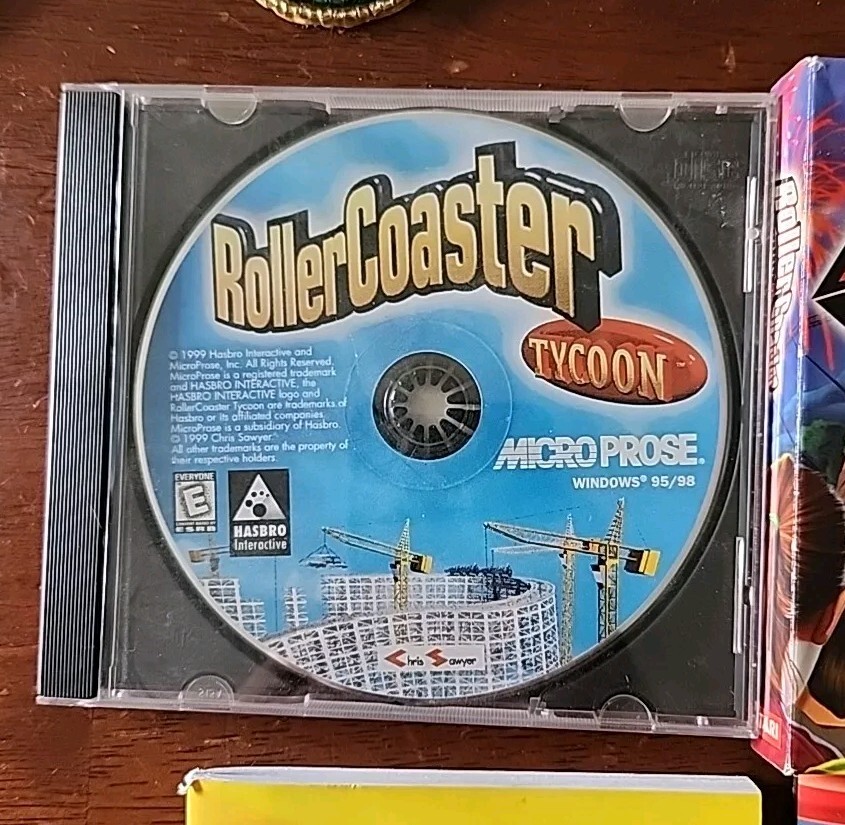 RollerCoaster
TYCOON
© 1999 Hasbro Interactive and
MicroProse, Inc. All Rights Reserved.
MicroProse is a registered trademark
and HASBRO INTERACTIVE, the
HASBRO INTERACTIVE logo and
RollerCoaster Tycoon are trademarks of
Hasbro or its affiliated companies.
MicroProse is a subsidiary of Hasbro.
© 1999 Chris Sawyer.
All other trademarks are the property of
their respective holders.
MICROPROSE®
WINDOWS® 95/98
EVERYONE
E
ESRB
HASBRO
Interactive
Chris Sawyer
RollerCoaster
ATARI